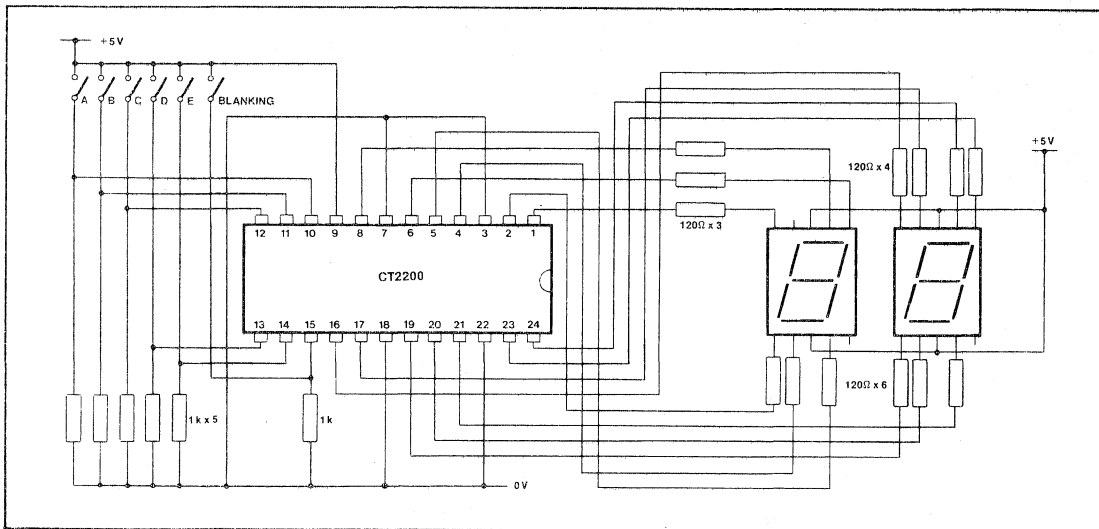 +5V
A B C D E BLANKING
+5V
120Ω x 4
120Ω x 3
12 11 10 9 8 7 6 5 4 3 2 1
CT2200
13 14 15 16 17 18 19 20 21 22 23 24
120Ω x 6
1k x 5
1k
0V